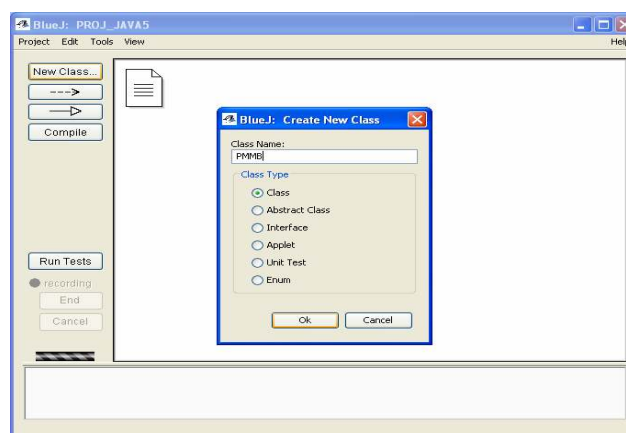 BlueJ: PROJ_JAVA5
Project Edit Tools View Help
New Class...
--->
Compile
BlueJ: Create New Class
Class Name:
PMMB
Class Type
Class
Abstract Class
Interface
Applet
Unit Test
Enum
Ok Cancel
Run Tests
recording
End
Cancel